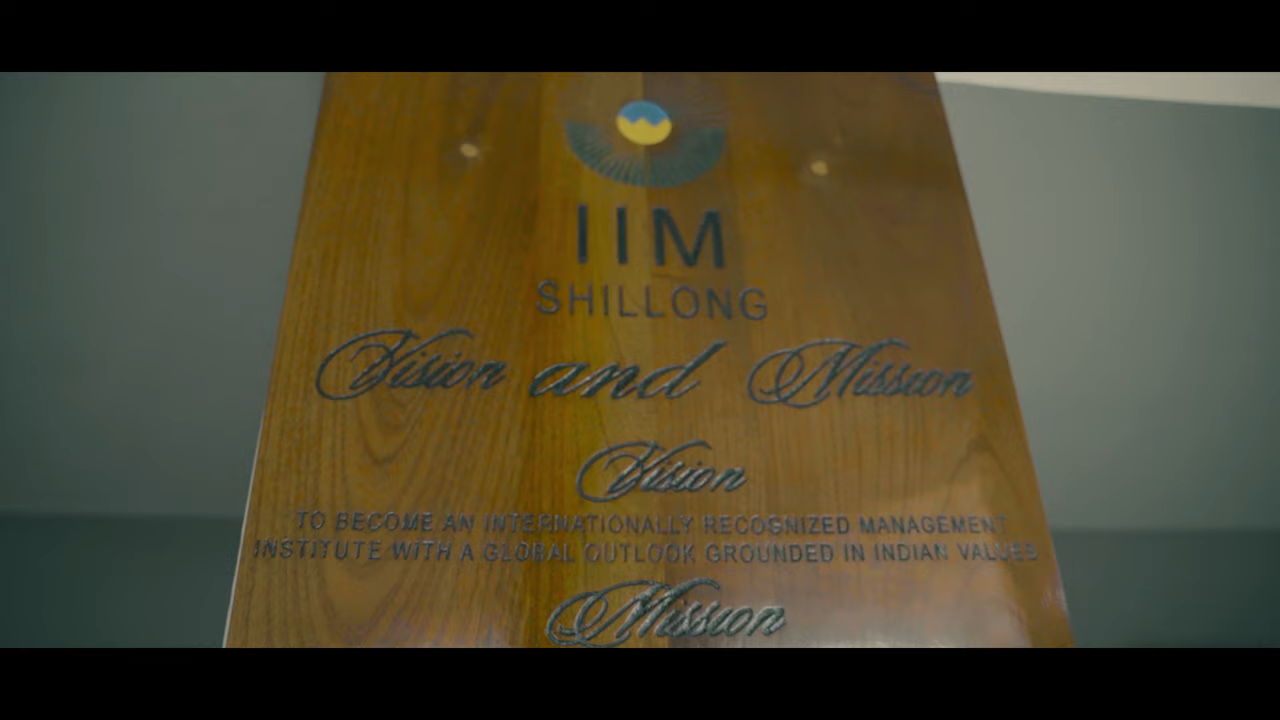 IIM
SHILLONG
Vision and Mission
Vision
TO BECOME AN INTERNATIONALLY RECOGNIZED MANAGEMENT
INSTITUTE WITH A GLOBAL OUTLOOK GROUNDED IN INDIAN VALUES
Mission